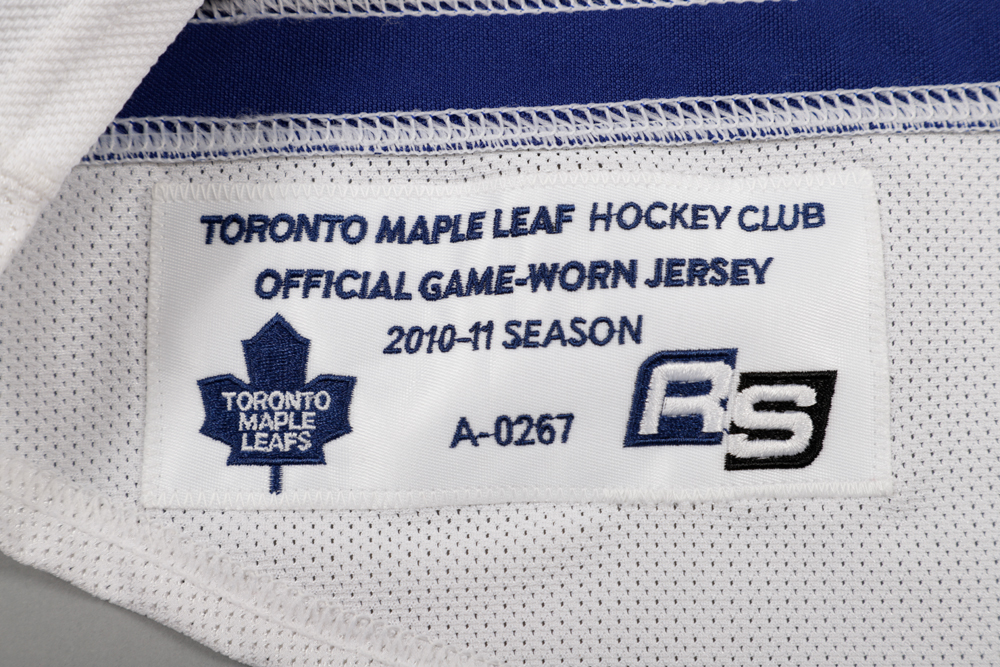 TORONTO MAPLE LEAF HOCKEY CLUB
OFFICIAL GAME-WORN JERSEY
2010-11 SEASON
TORONTO
MAPLE
LEAFS
A-0267
RS